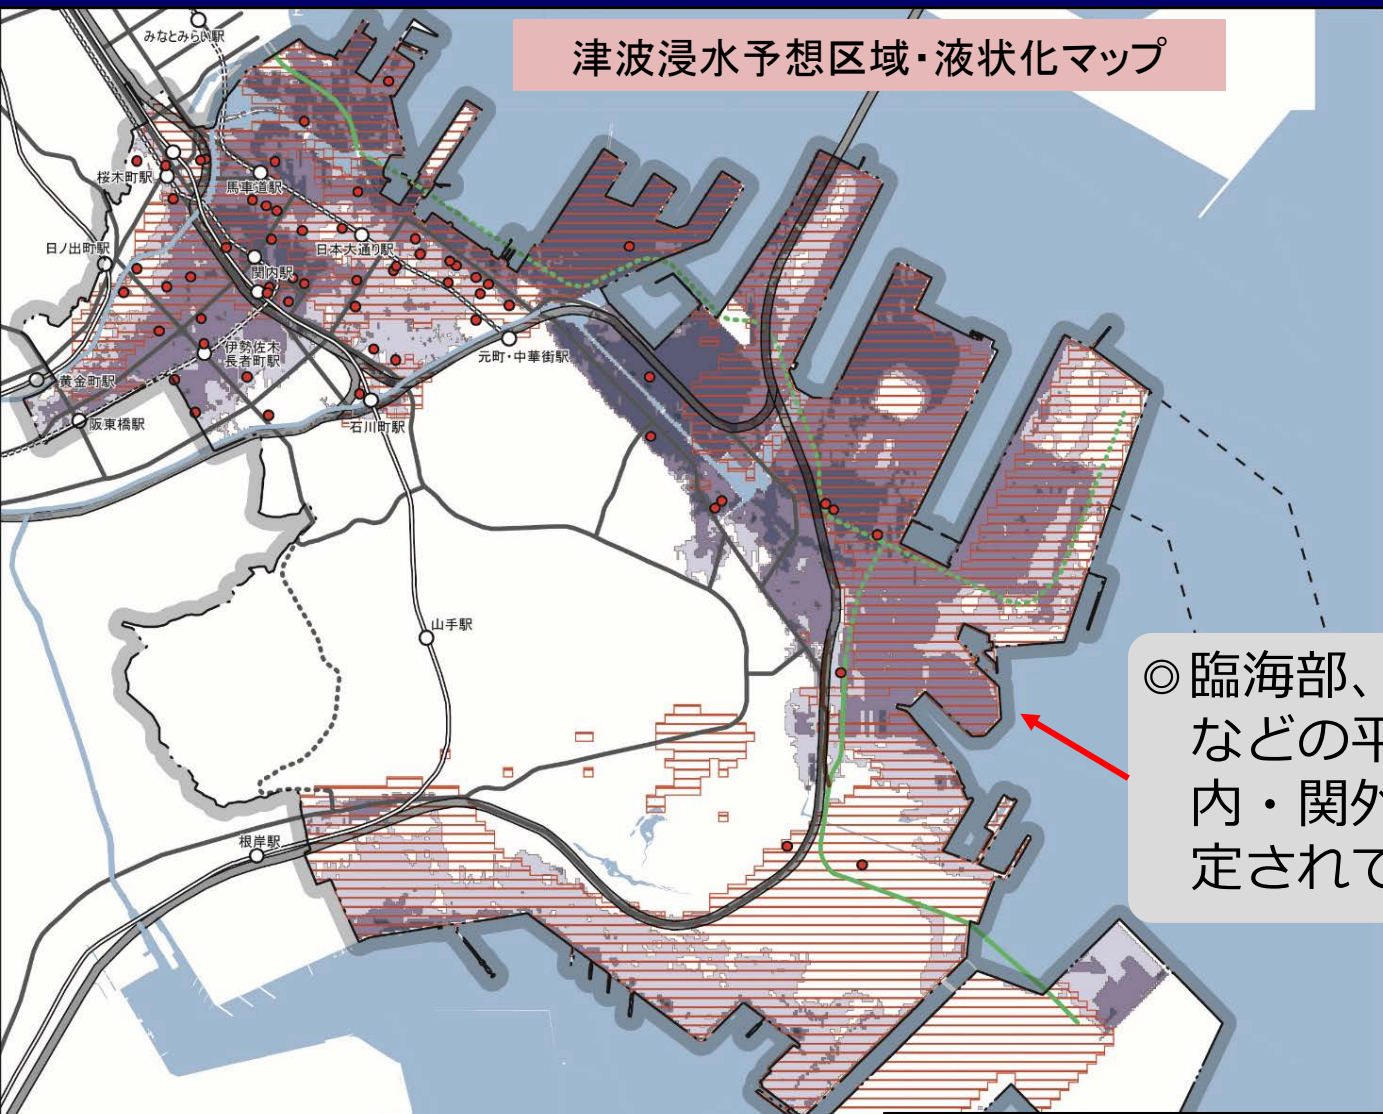 津波浸水予想区域・液状化マップ
みなとみらい駅
桜木町駅
馬車道駅
日ノ出町駅
日本大通り駅
関内駅
伊勢佐木
長者町駅
元町・中華街駅
黄金町駅
阪東橋駅
石川町駅
山手駅
根岸駅
◎臨海部、
などの平
内・関外
定されて